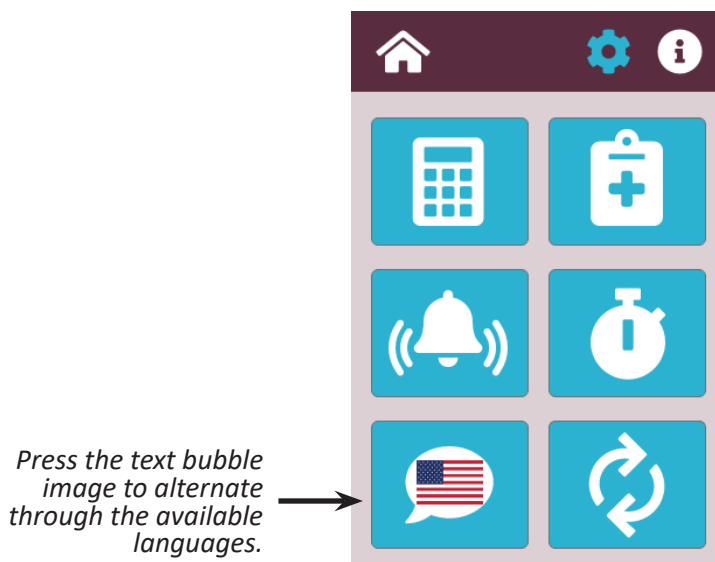 Press the text bubble
image to alternate
through the available
languages.